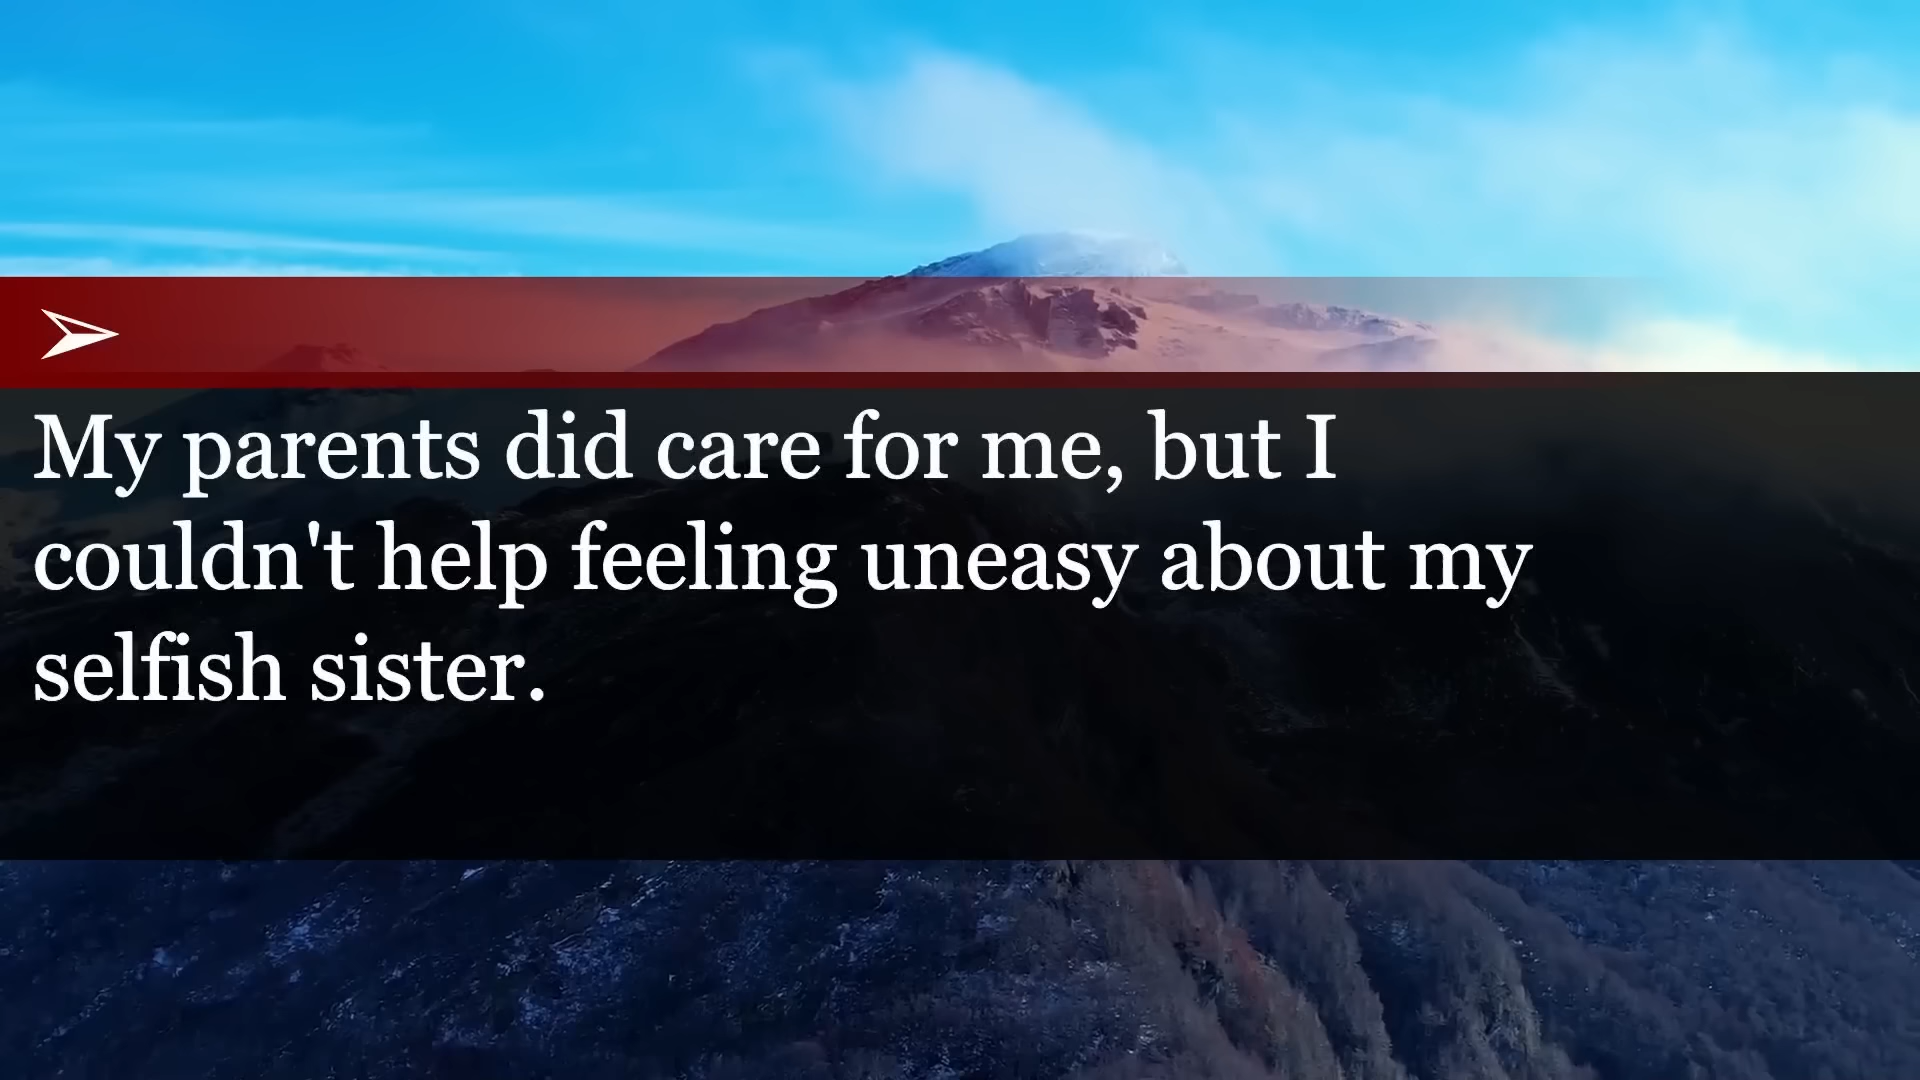 My parents did care for me, but I
couldn't help feeling uneasy about my
selfish sister.